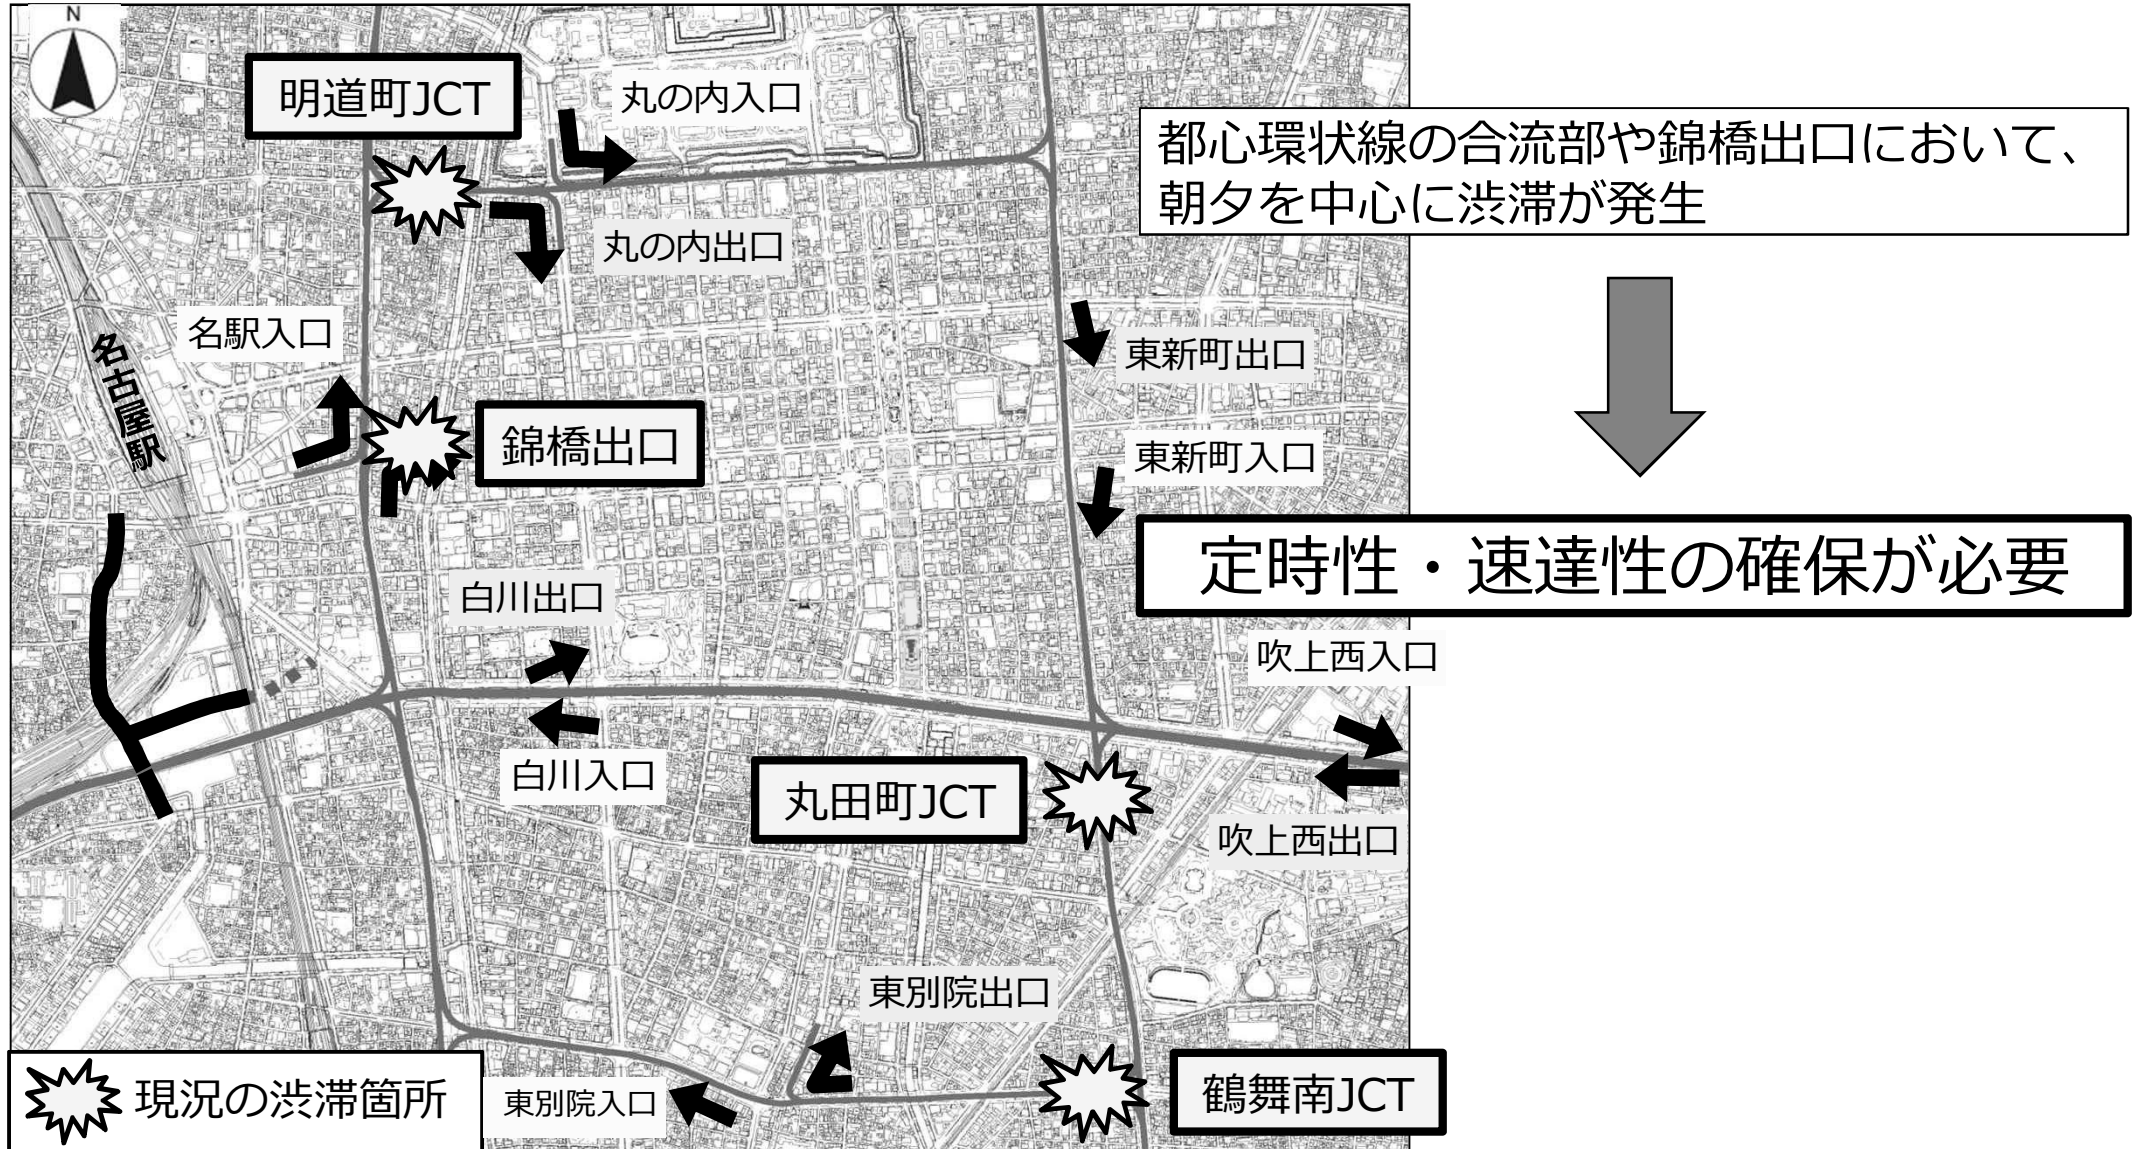 N
明道町JCT
丸の内入口
都心環状線の合流部や錦橋出口において、
朝夕を中心に渋滞が発生
丸の内出口
名駅入口
名古屋駅
東新町出口
錦橋出口
東新町入口
定時性・速達性の確保が必要
白川出口
吹上西入口
白川入口
丸田町JCT
吹上西出口
東別院出口
現況の渋滞箇所
東別院入口
鶴舞南JCT